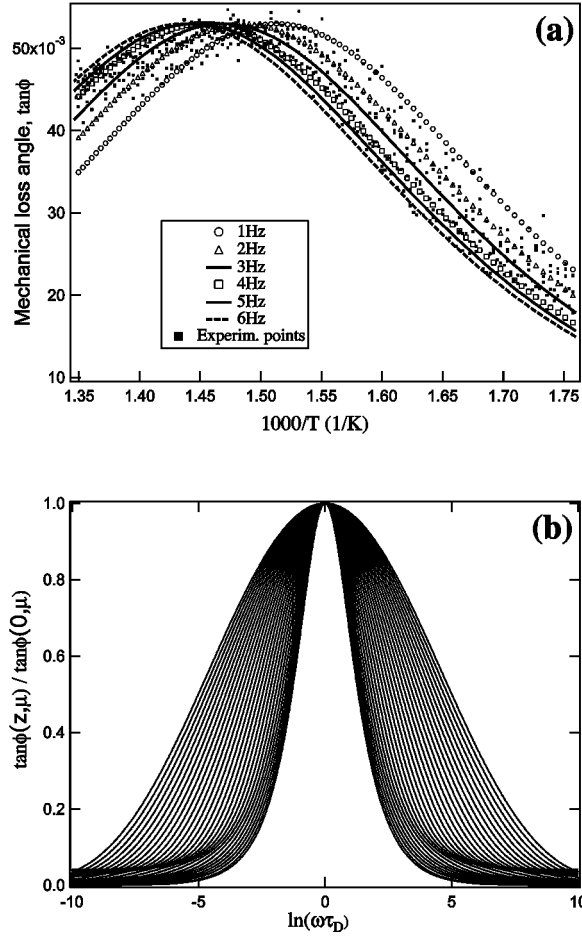 (a)
50x10⁻³
40
30
20
10
Mechanical loss angle, tanϕ
1Hz
2Hz
3Hz
4Hz
5Hz
6Hz
Experim. points
1.35 1.40 1.45 1.50 1.55 1.60 1.65 1.70 1.75
1000/T (1/K)
(b)
1.0
0.8
0.6
0.4
0.2
0.0
tanϕ(z,μ) / tanϕ(0,μ)
-10 -5 0 5 10
ln(ωτD)